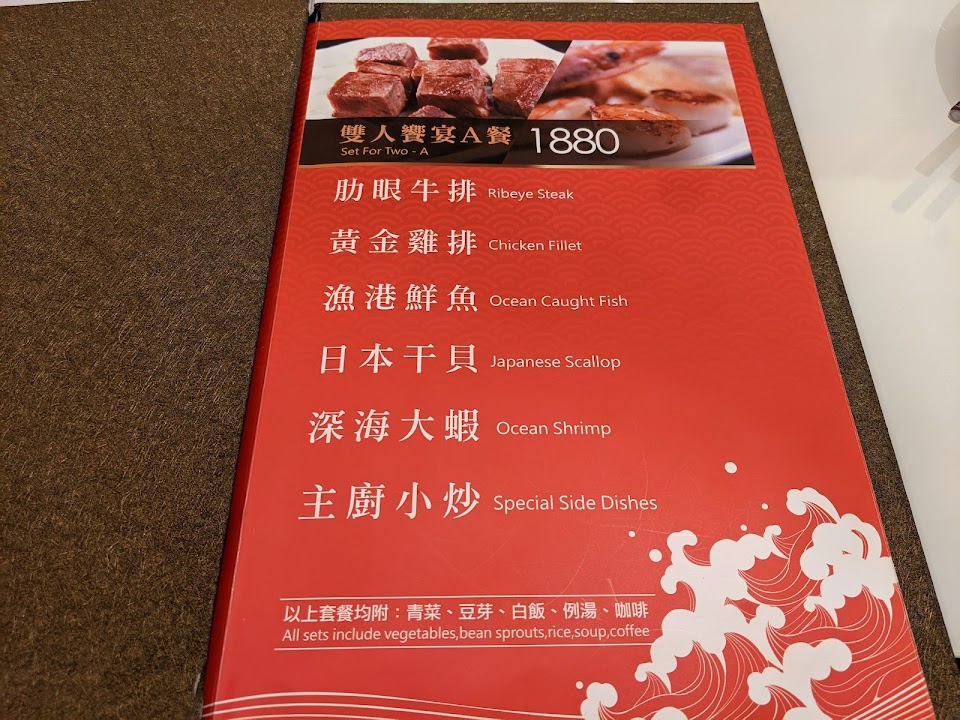 雙人饗宴A餐 1880
Set For Two - A
肋眼牛排 Ribeye Steak
黃金雞排 Chicken Fillet
漁港鮮魚 Ocean Caught Fish
日本干貝 Japanese Scallop
深海大蝦 Ocean Shrimp
主廚小炒 Special Side Dishes
以上套餐均附：青菜、豆芽、白飯、例湯、咖啡
All sets include vegetables,bean sprouts,rice,soup,coffee